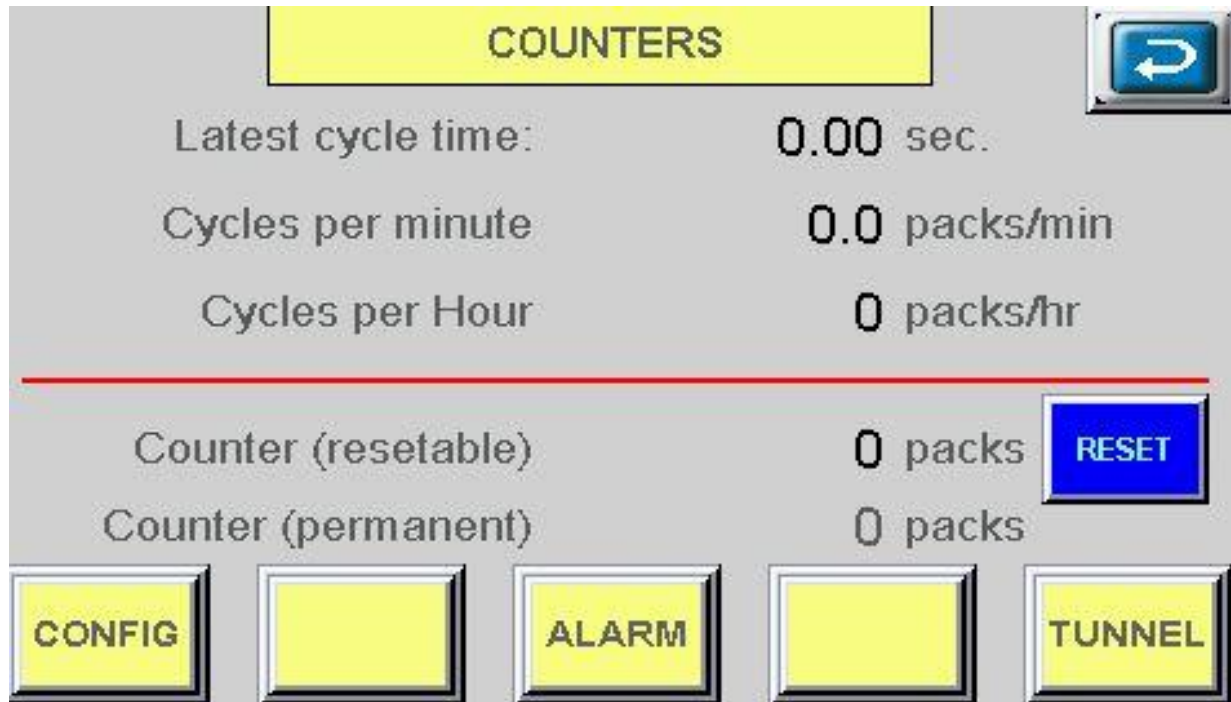 COUNTERS
Latest cycle time: 0.00 sec.
Cycles per minute 0.0 packs/min
Cycles per Hour 0 packs/hr
Counter (resetable) 0 packs RESET
Counter (permanent) 0 packs
CONFIG ALARM TUNNEL